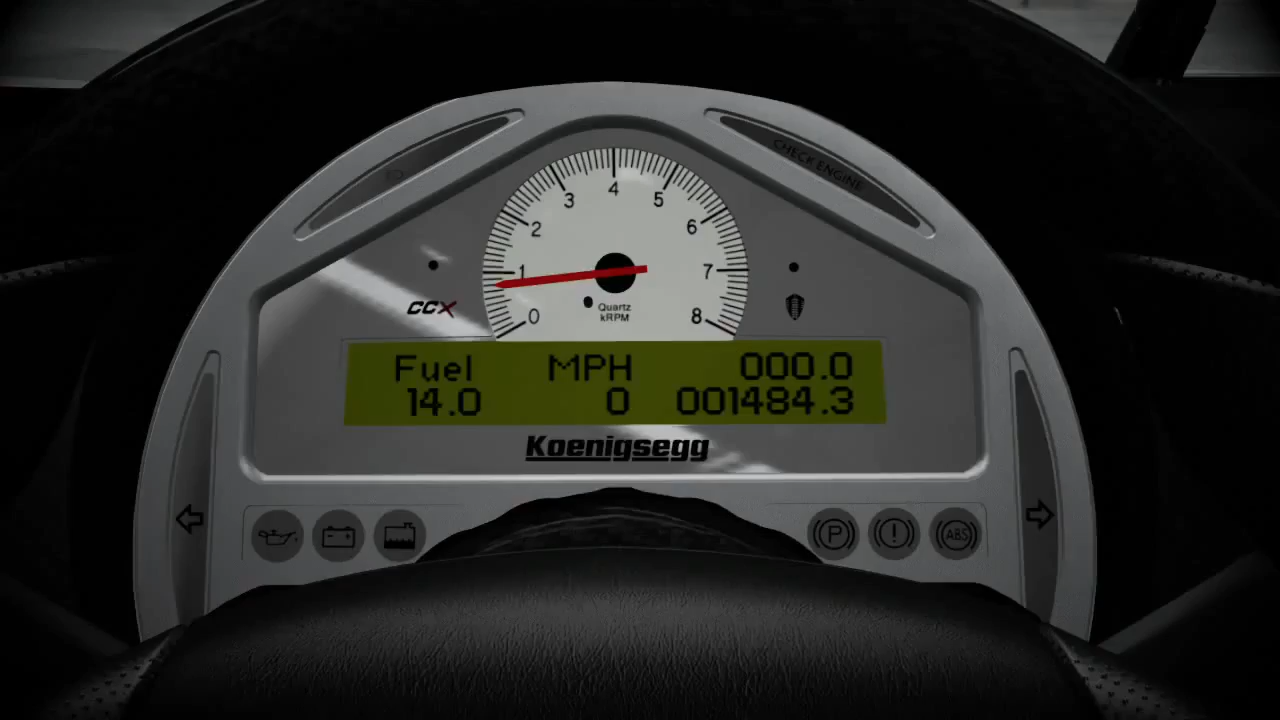 CHECK ENGINE
4
3 5
2 6
1 7
0 8
Quartz
kRPM
CCX
Fuel MPH 000.0
14.0 0 001484.3
Koenigsegg
P ! ABS